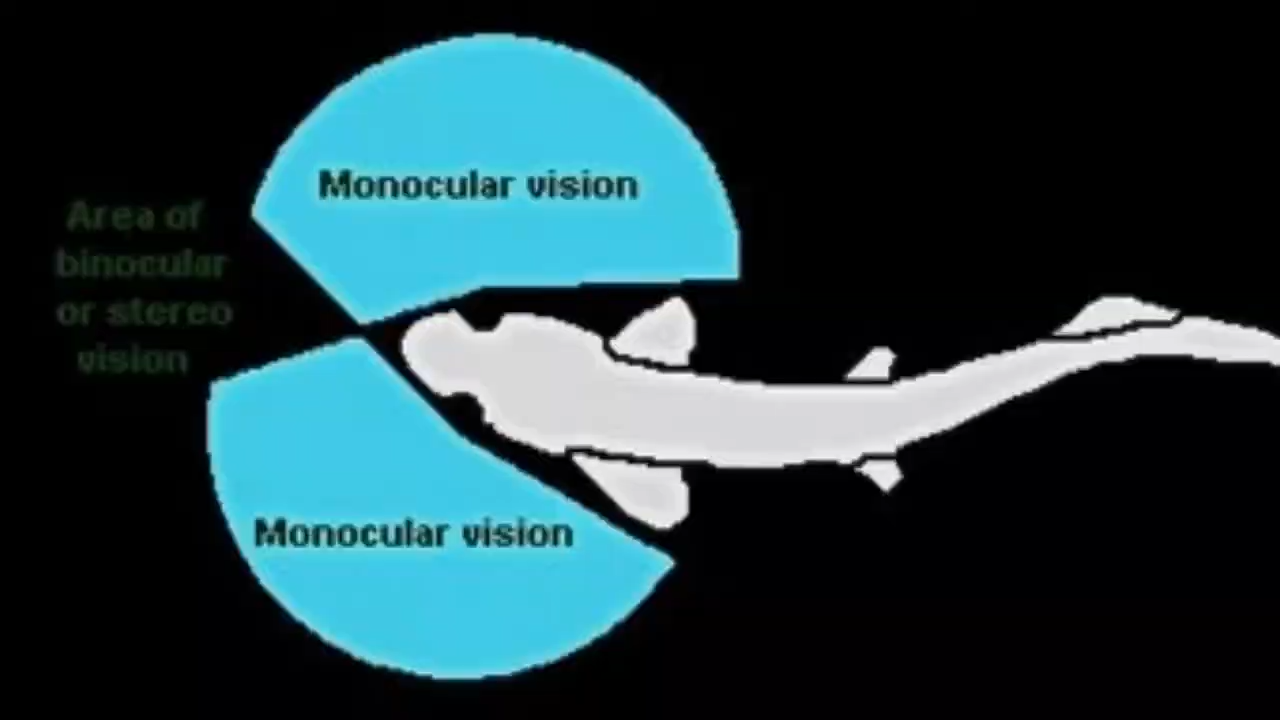 Monocular vision
Area of
binocular
or stereo
vision
Monocular vision